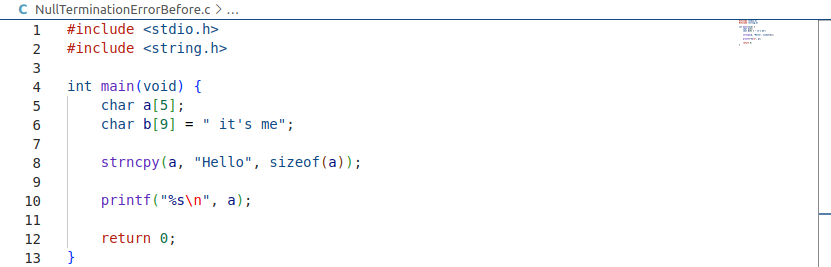 C NullTerminationErrorBefore.c > ...
1 #include <stdio.h>
2 #include <string.h>
3
4 int main(void) {
5     char a[5];
6     char b[9] = " it's me";
7
8     strncpy(a, "Hello", sizeof(a));
9
10     printf("%s\n", a);
11
12     return 0;
13 }